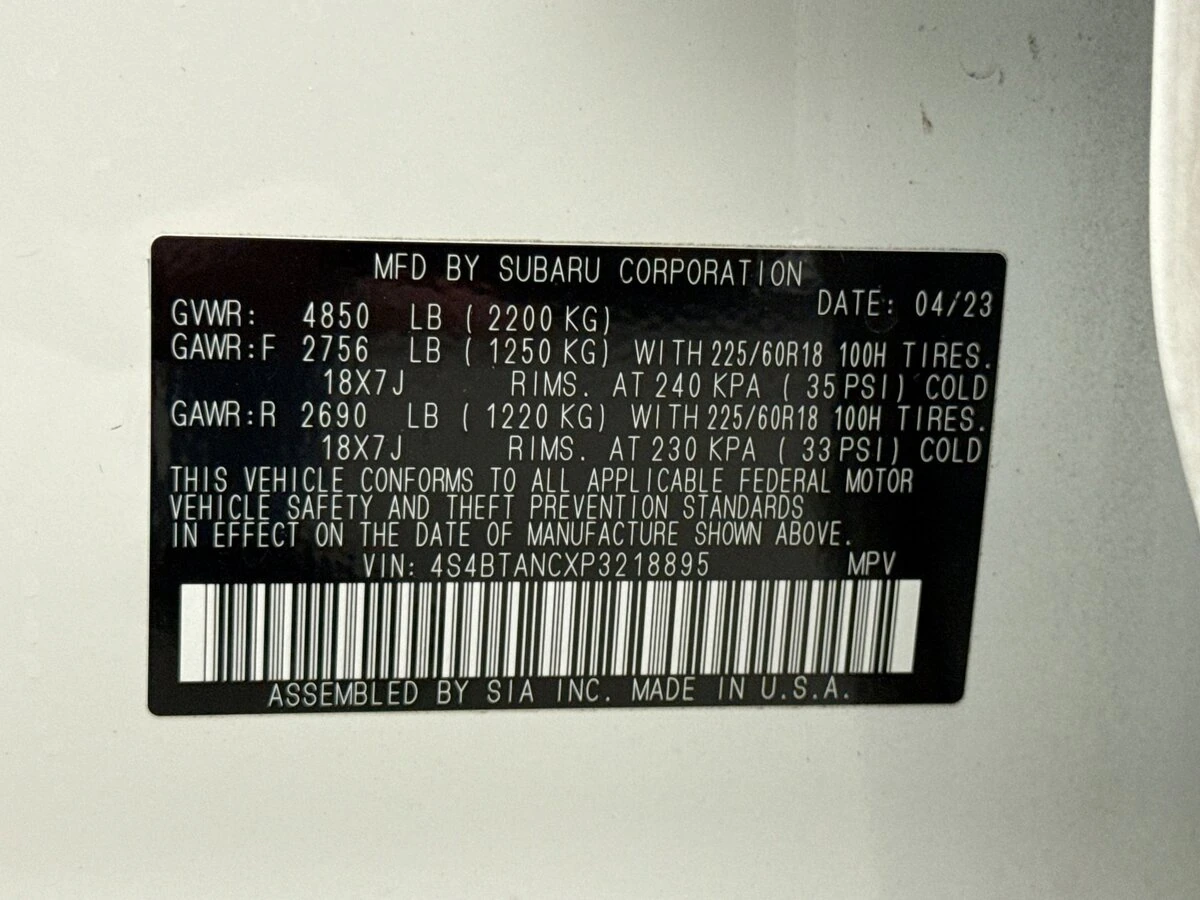 MFD BY SUBARU CORPORATION
DATE: 04/23
GVWR: 4850 LB ( 2200 KG)
GAWR:F 2756 LB ( 1250 KG) WITH 225/60R18 100H TIRES.
18X7J RIMS. AT 240 KPA ( 35 PSI) COLD
GAWR:R 2690 LB ( 1220 KG) WITH 225/60R18 100H TIRES.
18X7J RIMS. AT 230 KPA ( 33 PSI) COLD
THIS VEHICLE CONFORMS TO ALL APPLICABLE FEDERAL MOTOR
VEHICLE SAFETY AND THEFT PREVENTION STANDARDS
IN EFFECT ON THE DATE OF MANUFACTURE SHOWN ABOVE.
VIN: 4S4BTANCXP3218895 MPV
ASSEMBLED BY SIA INC. MADE IN U.S.A.